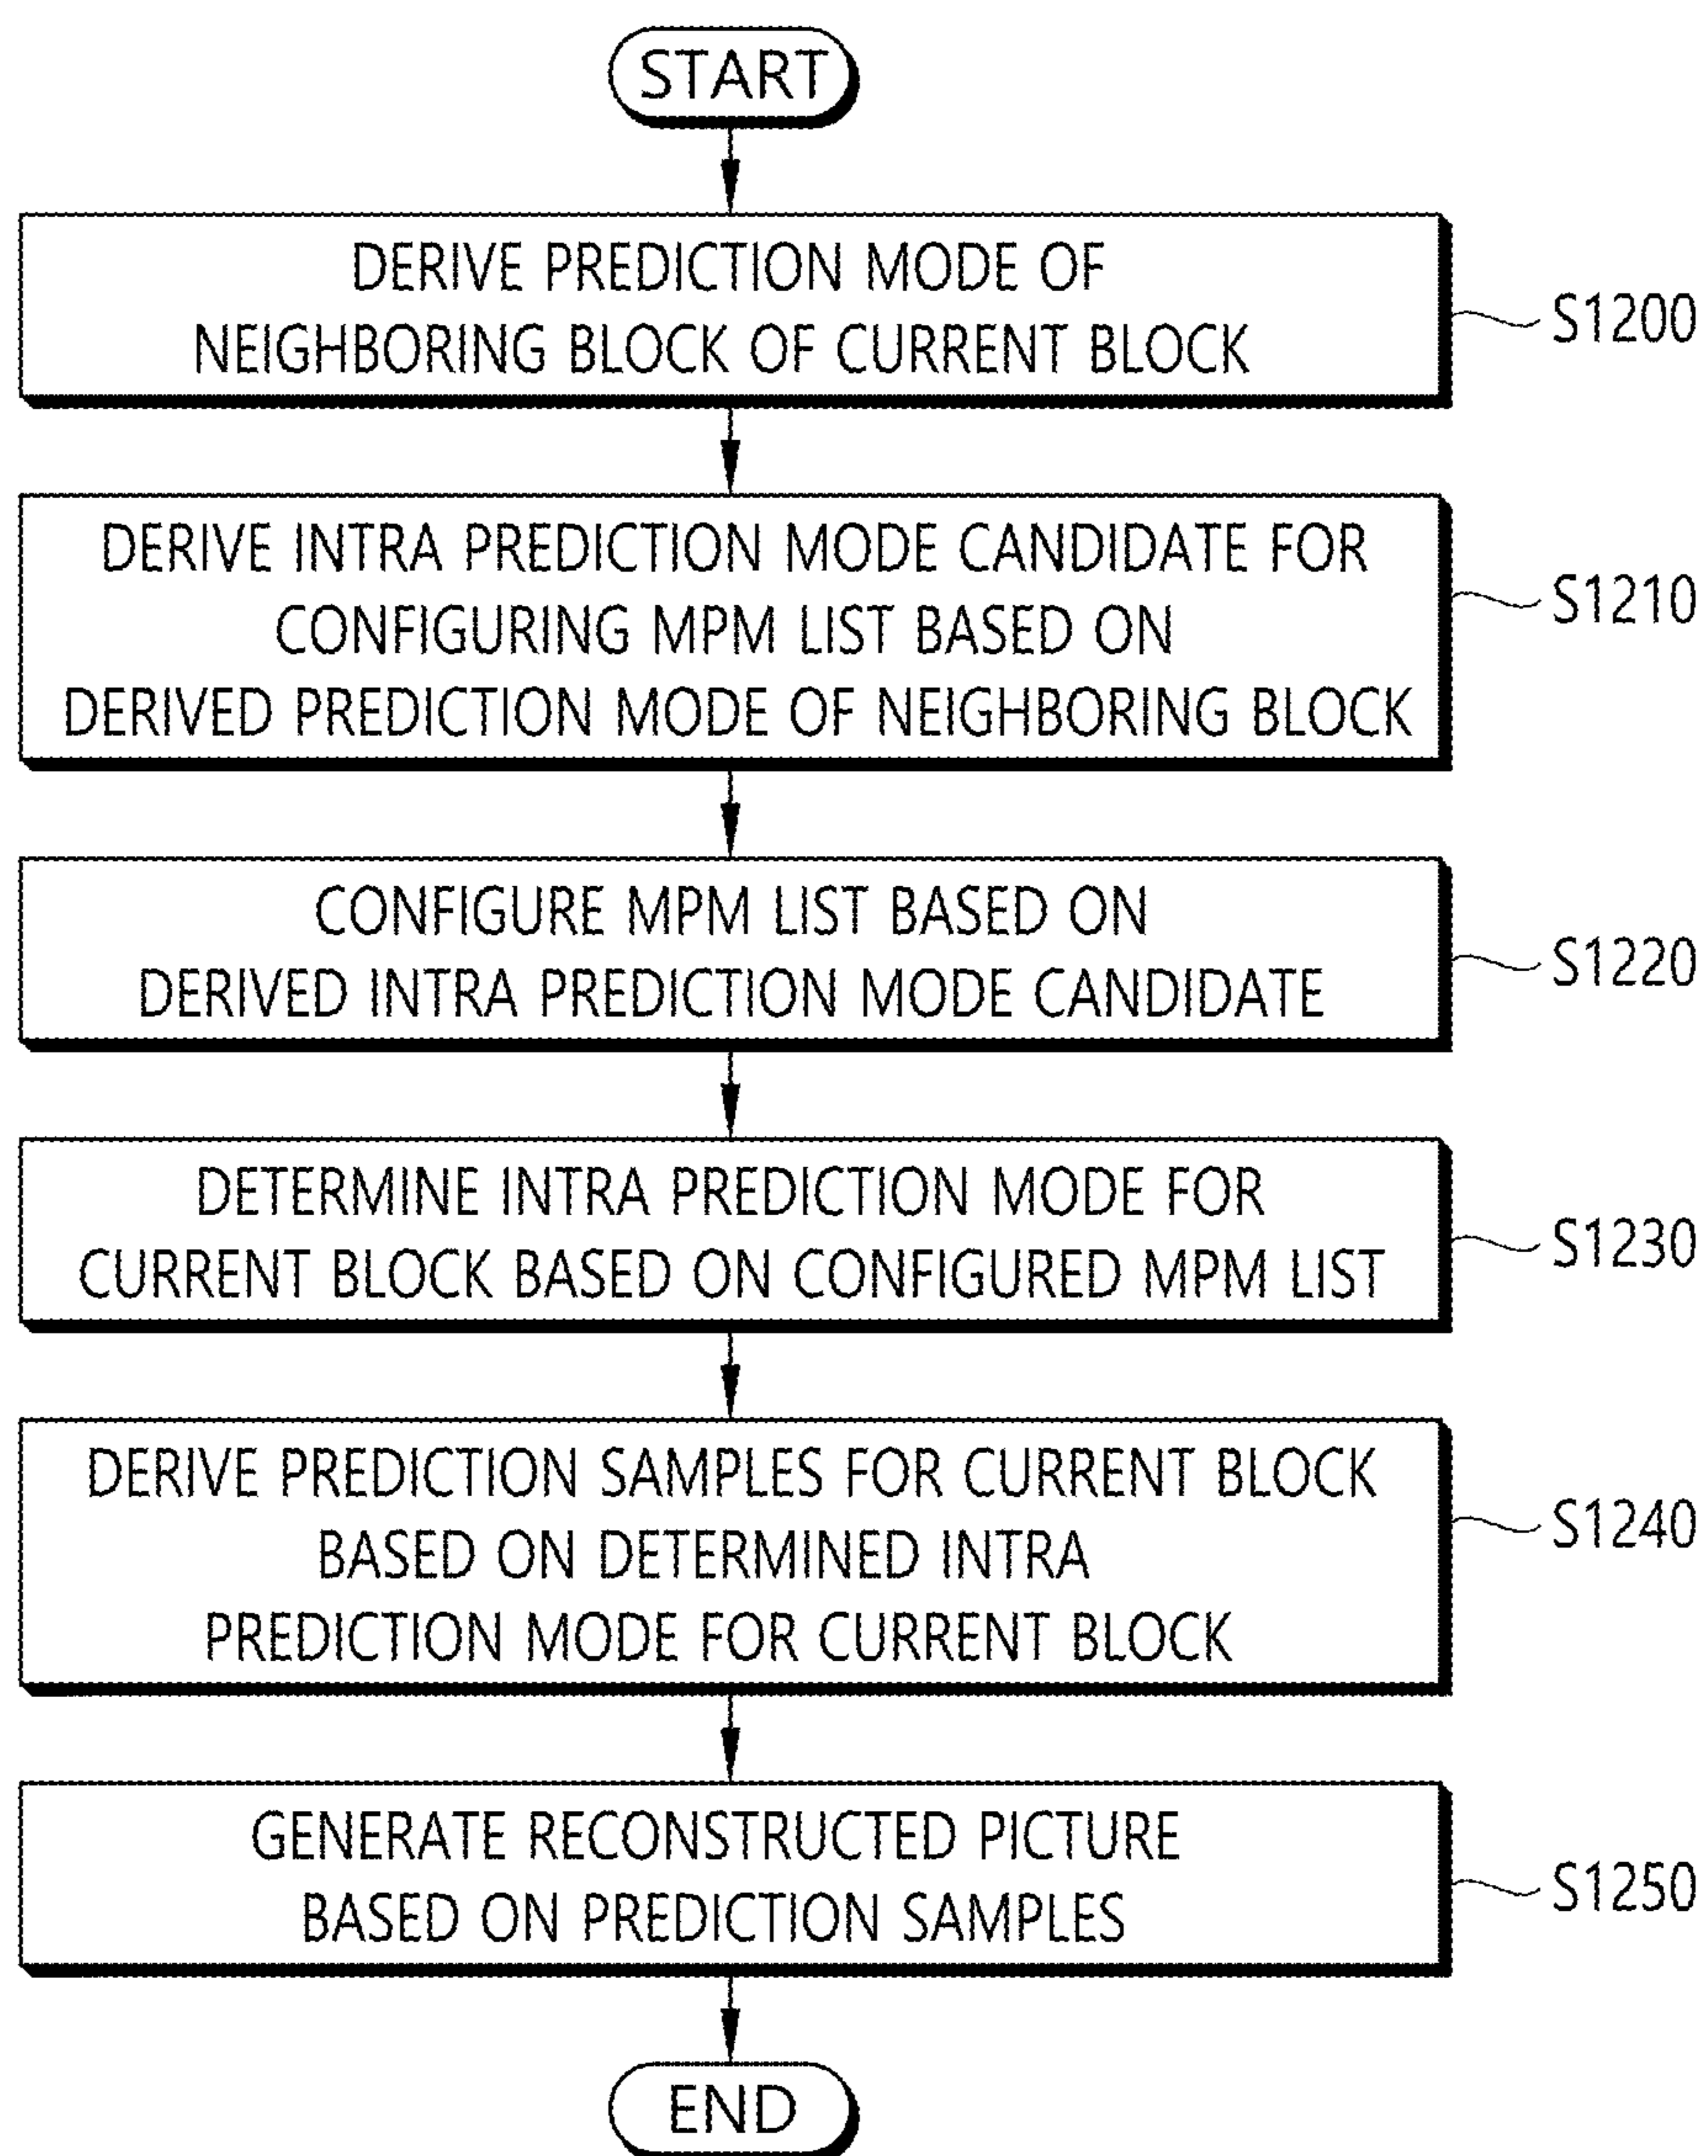 START
DERIVE PREDICTION MODE OF
NEIGHBORING BLOCK OF CURRENT BLOCK
S1200
DERIVE INTRA PREDICTION MODE CANDIDATE FOR
CONFIGURING MPM LIST BASED ON
DERIVED PREDICTION MODE OF NEIGHBORING BLOCK
S1210
CONFIGURE MPM LIST BASED ON
DERIVED INTRA PREDICTION MODE CANDIDATE
S1220
DETERMINE INTRA PREDICTION MODE FOR
CURRENT BLOCK BASED ON CONFIGURED MPM LIST
S1230
DERIVE PREDICTION SAMPLES FOR CURRENT BLOCK
BASED ON DETERMINED INTRA
PREDICTION MODE FOR CURRENT BLOCK
S1240
GENERATE RECONSTRUCTED PICTURE
BASED ON PREDICTION SAMPLES
S1250
END